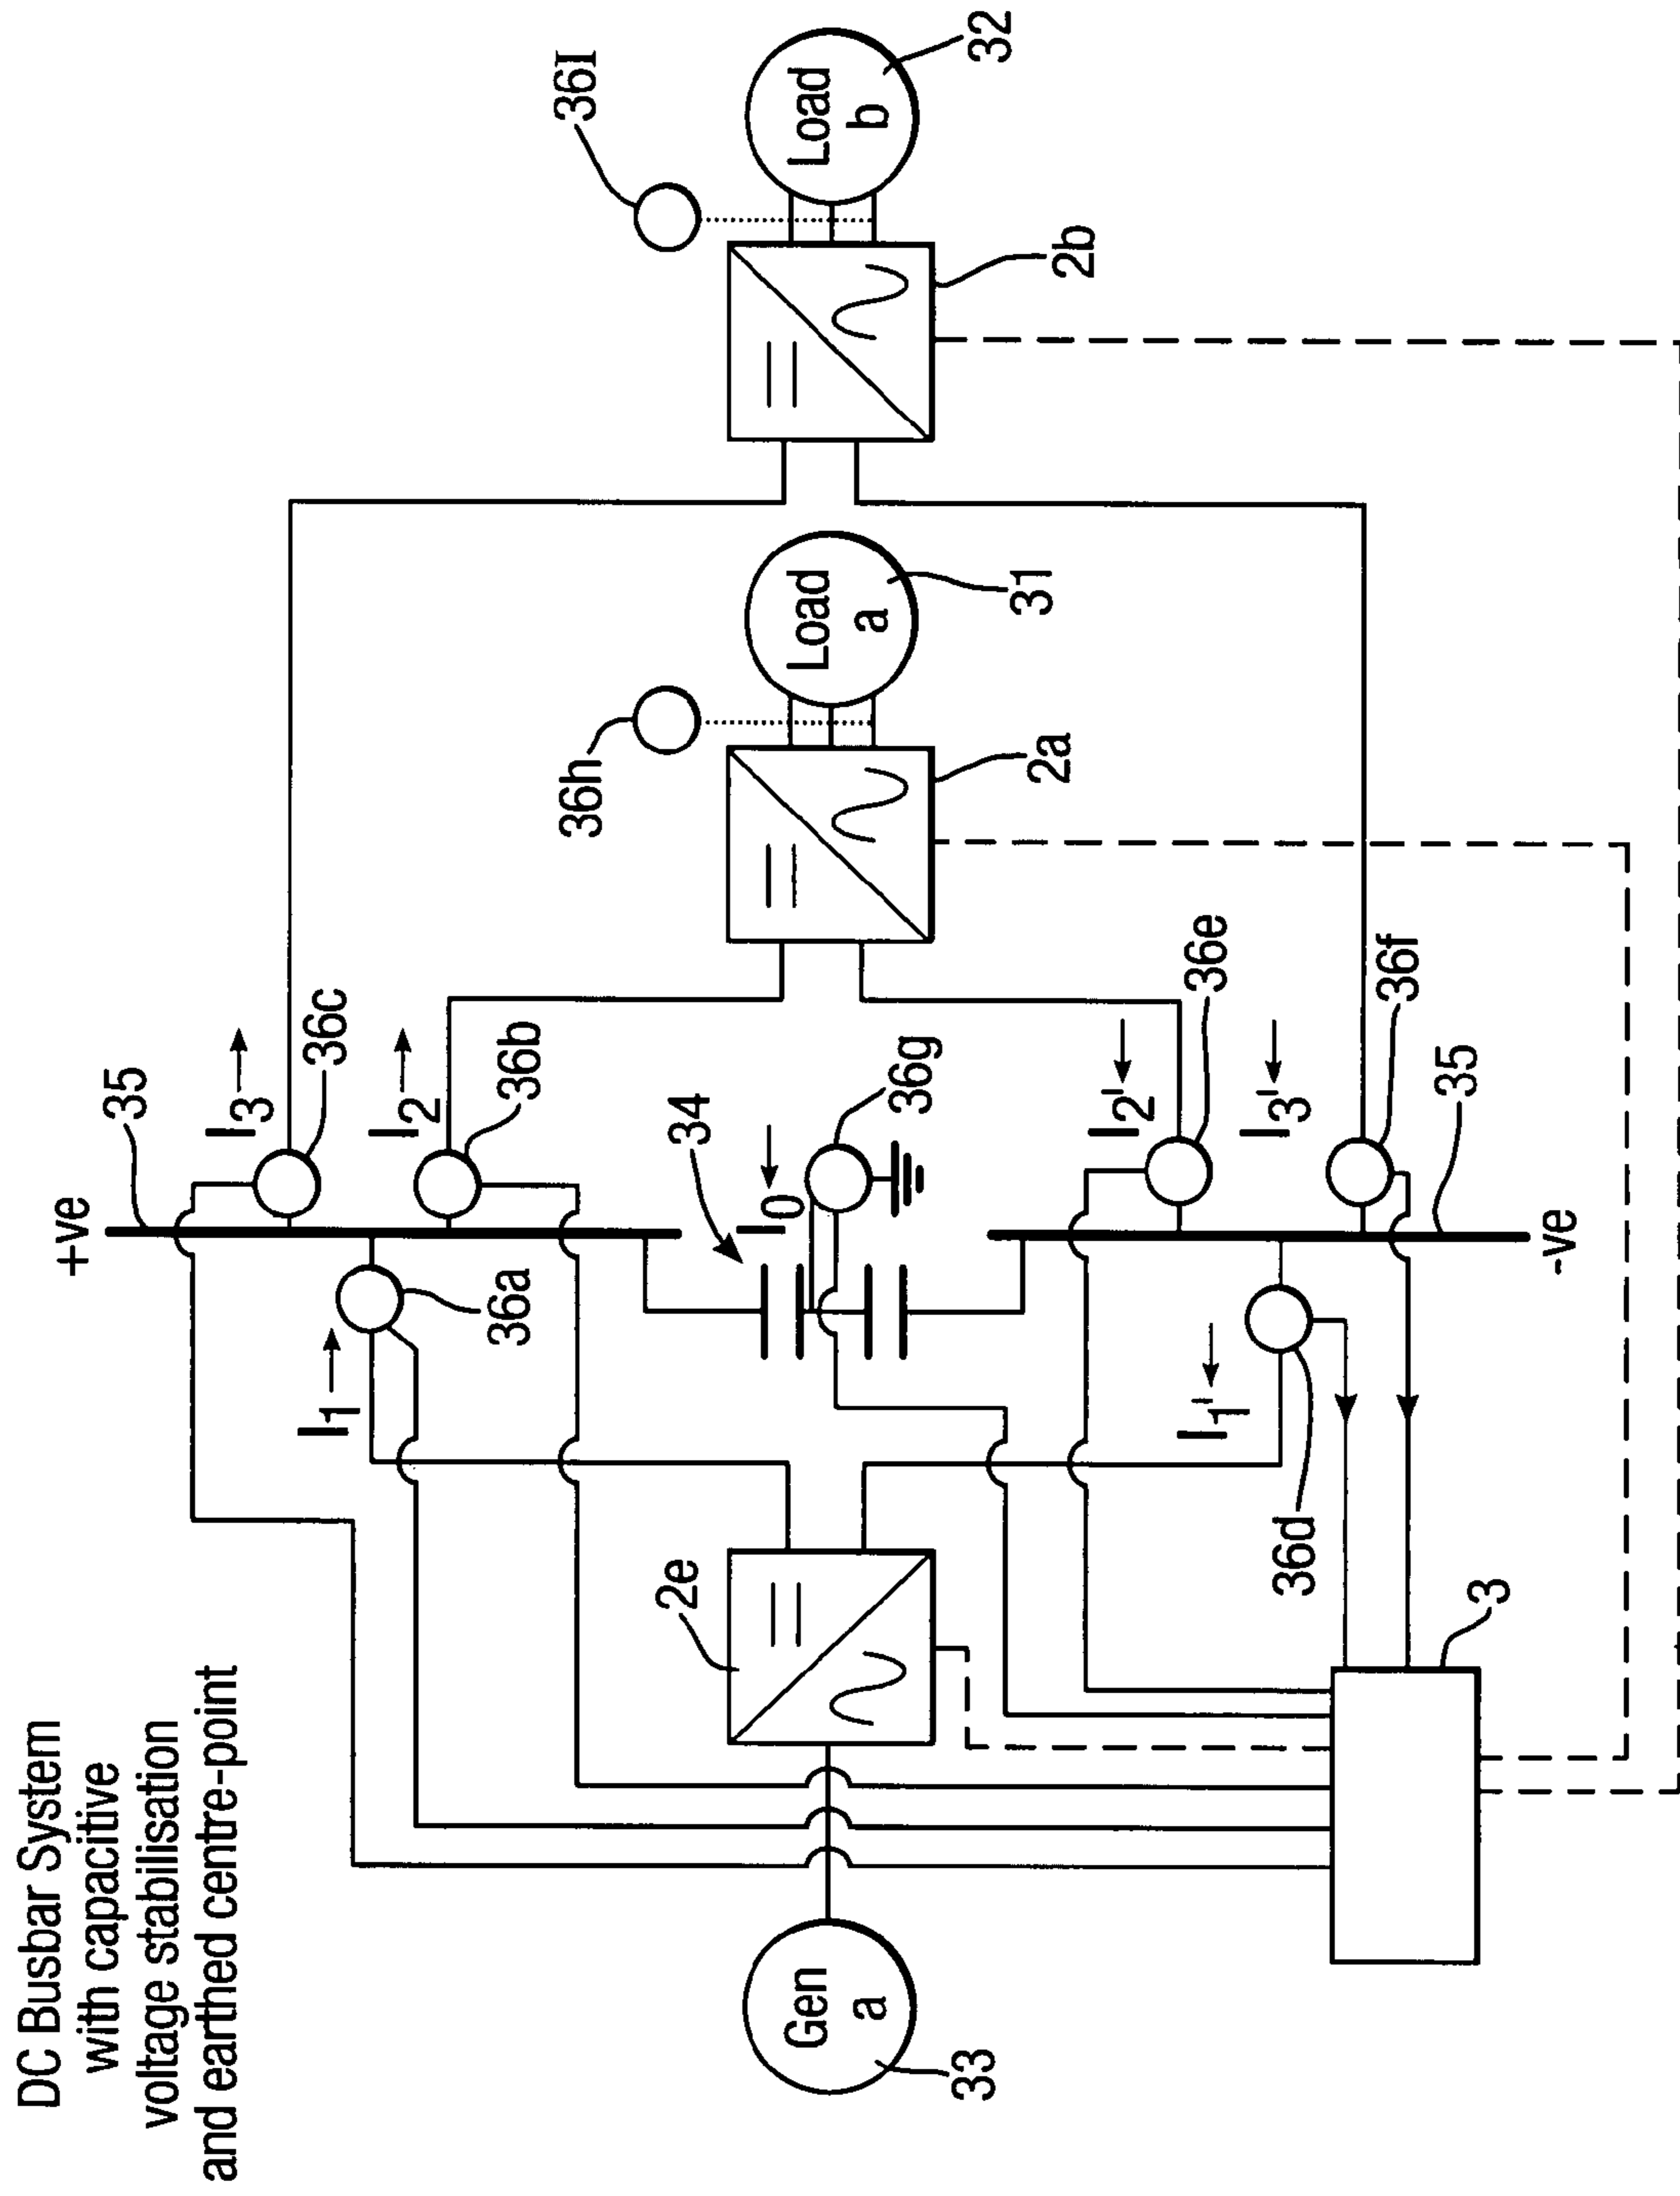 DC Busbar System
with capacitive
voltage stabilisation
and earthed centre-point
+ve
35
I3
36c
I2
36b
I1
36a
36I
Load
b
32
2b
36h
Load
a
31
2a
34
I0
36g
2e
Gen
a
33
I2'
36e
I3'
36f
I1'
36d
35
-ve
3